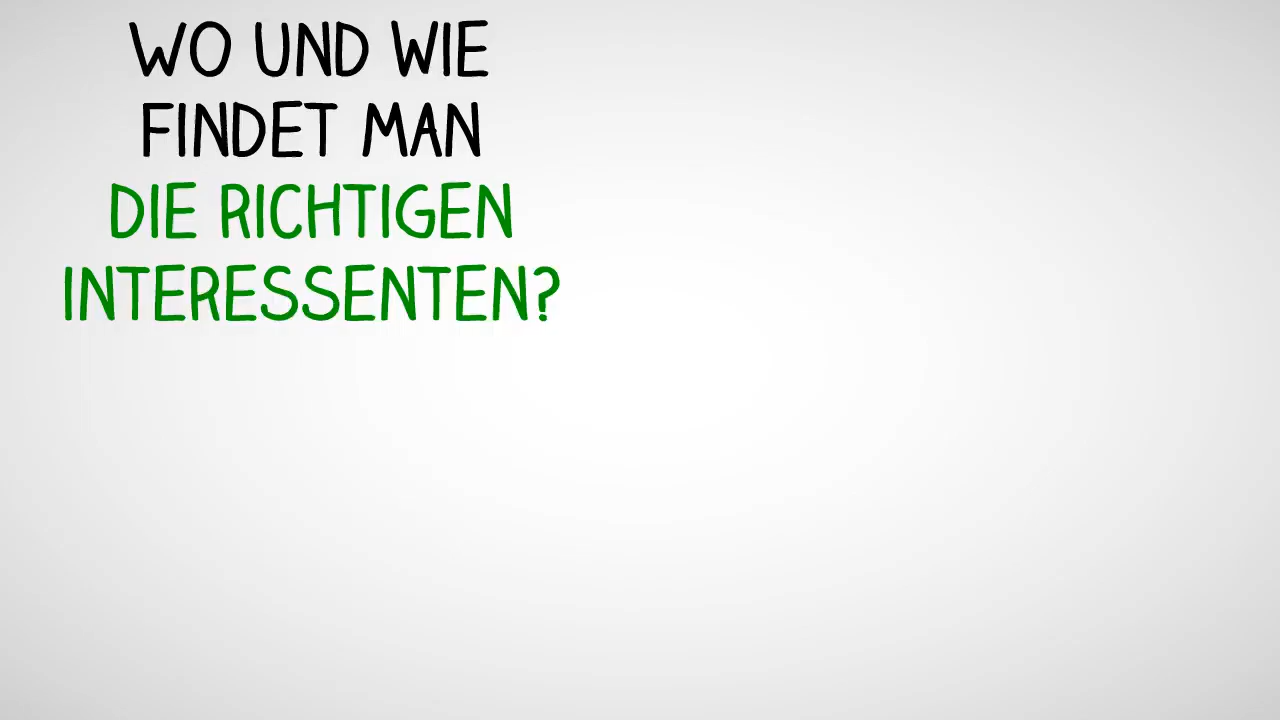 WO UND WIE
FINDET MAN
DIE RICHTIGEN
INTERESSENTEN?